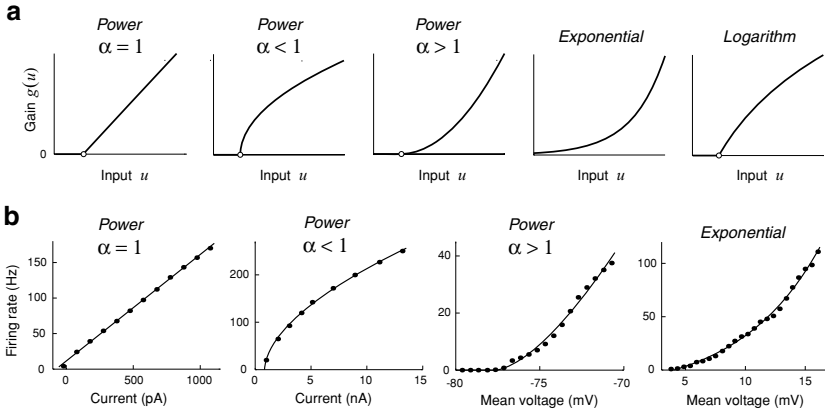 a
Power
α = 1
Power
α < 1
Power
α > 1
Exponential
Logarithm
Gain g(u)
0
Input u
Input u
Input u
Input u
Input u
b
Power
α = 1
Power
α < 1
Power
α > 1
Exponential
Firing rate (Hz)
150
100
50
0
0
500
1000
Current (pA)
200
100
0
0
5
10
15
Current (nA)
40
20
0
-80
-75
-70
Mean voltage (mV)
100
50
0
5
10
15
Mean voltage (mV)